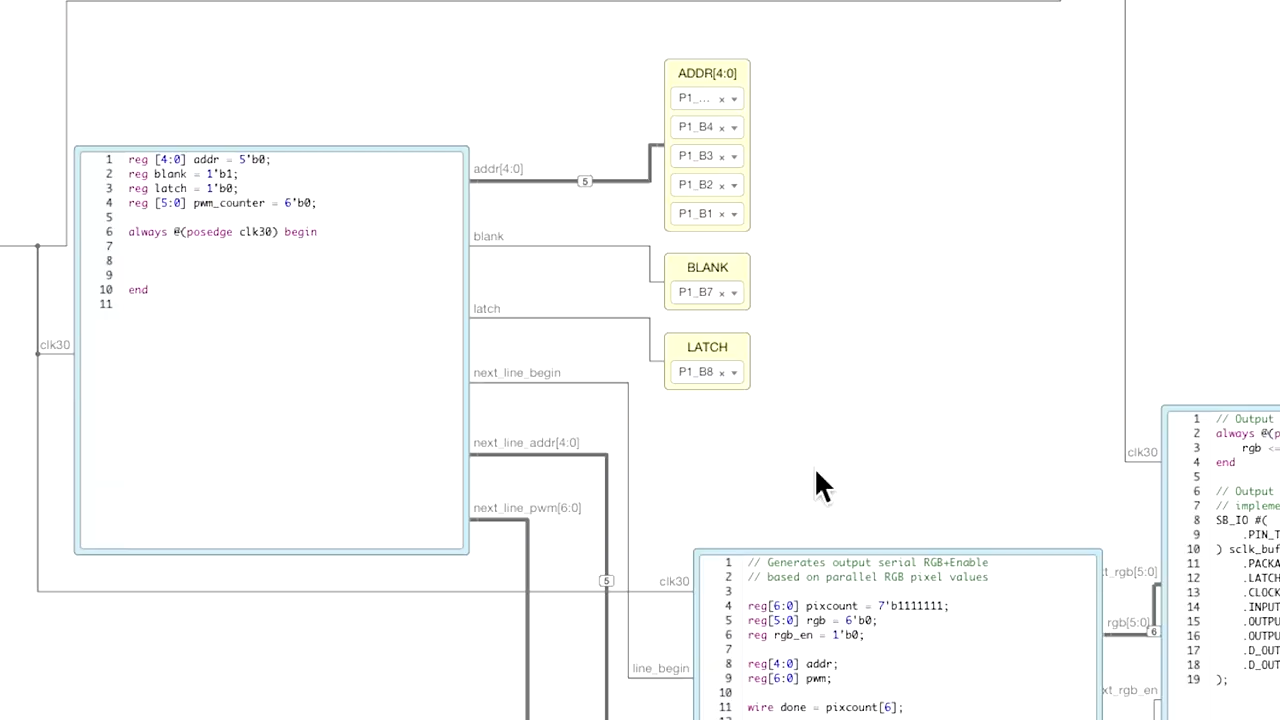 ADDR[4:0]
P1_...
P1_B4
P1_B3
P1_B2
P1_B1
1 reg [4:0] addr = 5'b0;
2 reg blank = 1'b1;
3 reg latch = 1'b0;
4 reg [5:0] pwm_counter = 6'b0;
5
6 always @(posedge clk30) begin
7
8
9
10 end
11
clk30
addr[4:0]
5
blank
BLANK
P1_B7
latch
LATCH
P1_B8
next_line_begin
next_line_addr[4:0]
next_line_pwm[6:0]
5
clk30
line_begin
1 // Generates output serial RGB+Enable
2 // based on parallel RGB pixel values
3
4 reg[6:0] pixcount = 7'b1111111;
5 reg[5:0] rgb = 6'b0;
6 reg rgb_en = 1'b0;
7
8 reg[4:0] addr;
9 reg[6:0] pwm;
10
11 wire done = pixcount[6];
xt_rgb[5:0]
rgb[5:0]
6
xt_rgb_en
clk30
1 // Output
2 always @(p
3 rgb <=
4 end
5
6 // Output
7 // impleme
8 SB_IO #(
9 .PIN_T
10 ) sclk_buf
11 .PACKA
12 .LATCH
13 .CLOCK
14 .INPUT
15 .OUTPU
16 .OUTPU
17 .D_OUT
18 .D_OUT
19 );